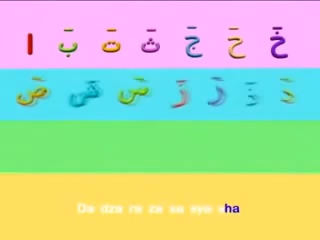 خَ حَ جَ ثَ تَ بَ ا
دَ ذَ رَ زَ سَ شَ صَ
Da dza ra za sa sya sha